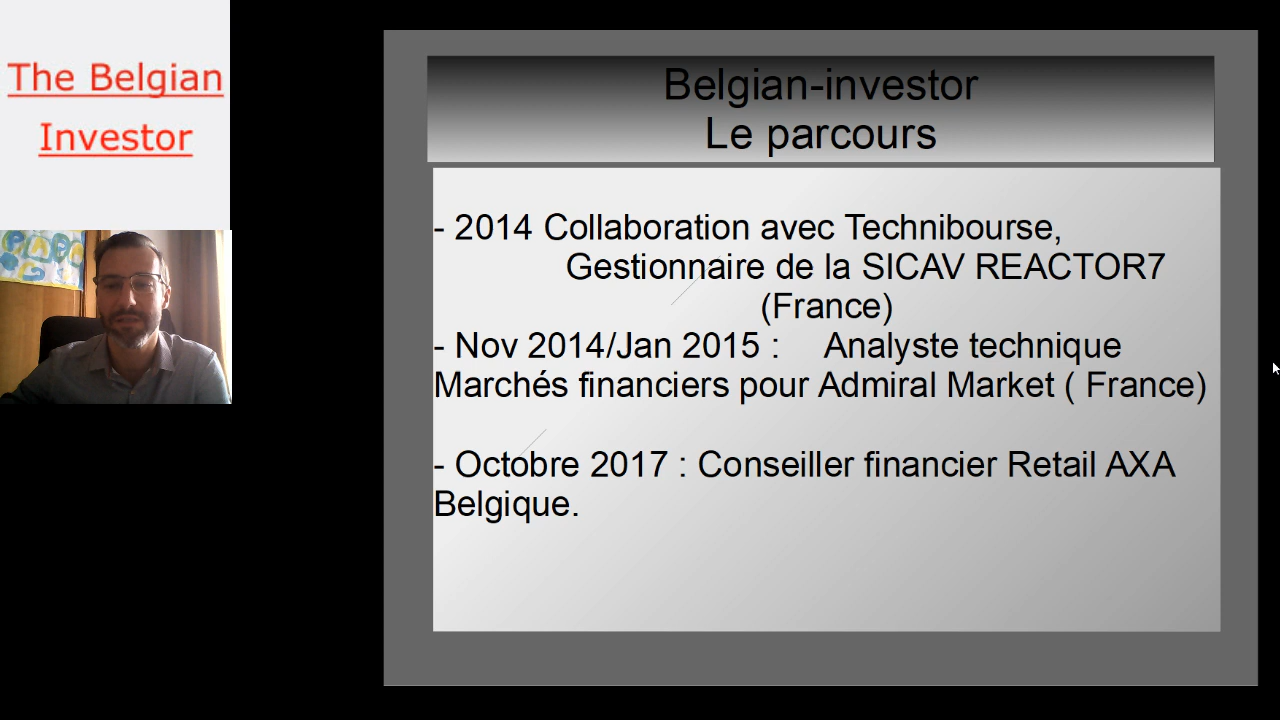 The Belgian
Investor
Belgian-investor
Le parcours
- 2014 Collaboration avec Technibourse,
Gestionnaire de la SICAV REACTOR7
(France)
- Nov 2014/Jan 2015 : Analyste technique
Marchés financiers pour Admiral Market ( France)
- Octobre 2017 : Conseiller financier Retail AXA
Belgique.